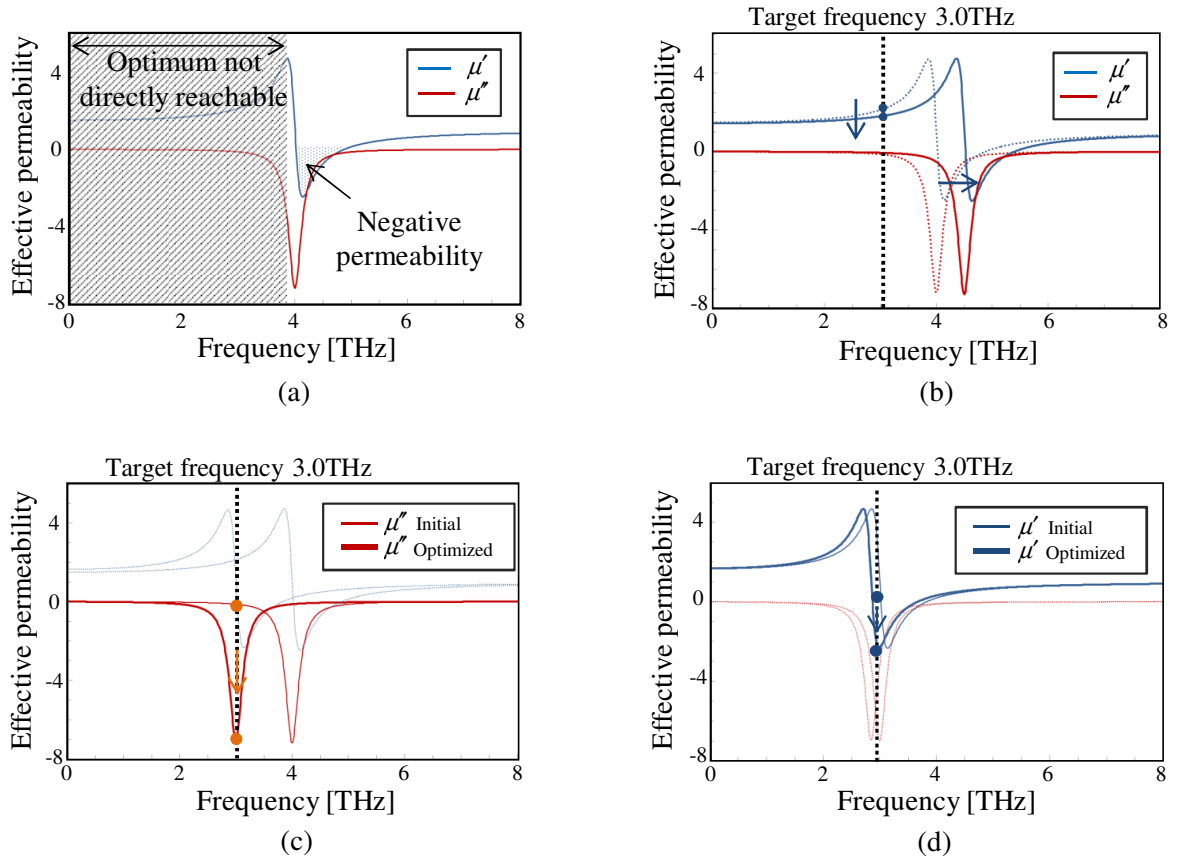 Optimum not
directly reachable
μ′
μ″
Negative
permeability
Effective permeability
4
0
-4
-8
0
2
4
6
8
Frequency [THz]
(a)
Target frequency 3.0THz
μ′
μ″
Effective permeability
4
0
-4
-8
0
2
4
6
8
Frequency [THz]
(b)
Target frequency 3.0THz
μ″ Initial
μ″ Optimized
Effective permeability
4
0
-4
-8
0
2
4
6
8
Frequency [THz]
(c)
Target frequency 3.0THz
μ′ Initial
μ′ Optimized
Effective permeability
4
0
-4
-8
0
2
4
6
8
Frequency [THz]
(d)